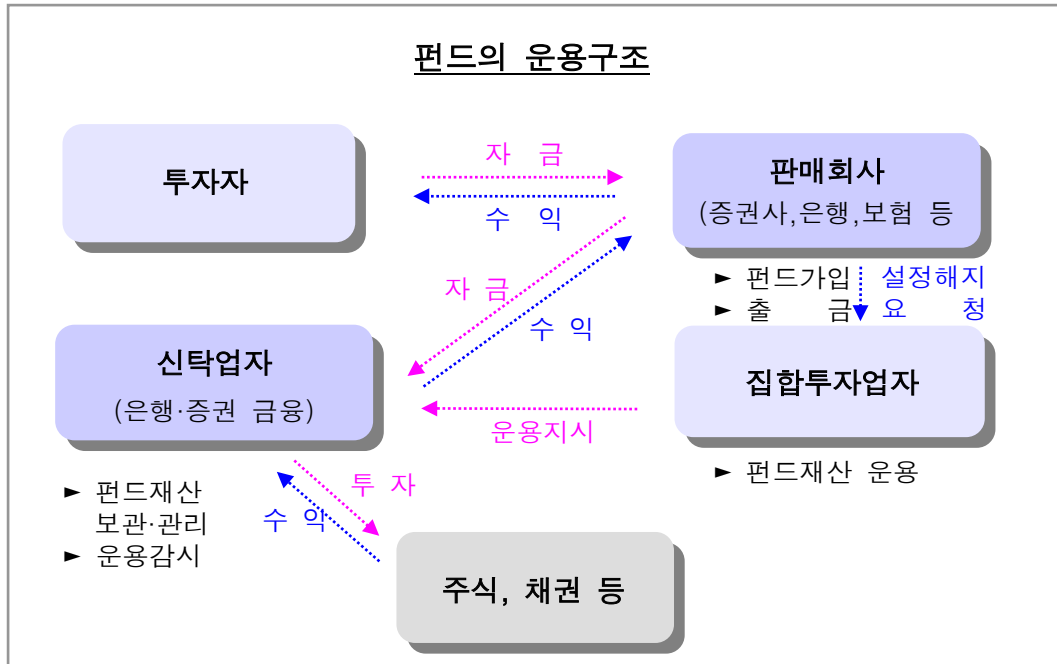 펀드의 운용구조
투자자
자 금
수 익
판매회사
(증권사,은행,보험 등
► 펀드가입
► 출 금
설정해지
요 청
자 금
수 익
신탁업자
(은행·증권 금융)
집합투자업자
운용지시
► 펀드재산 운용
► 펀드재산
보관·관리
► 운용감시
투 자
수 익
주식, 채권 등